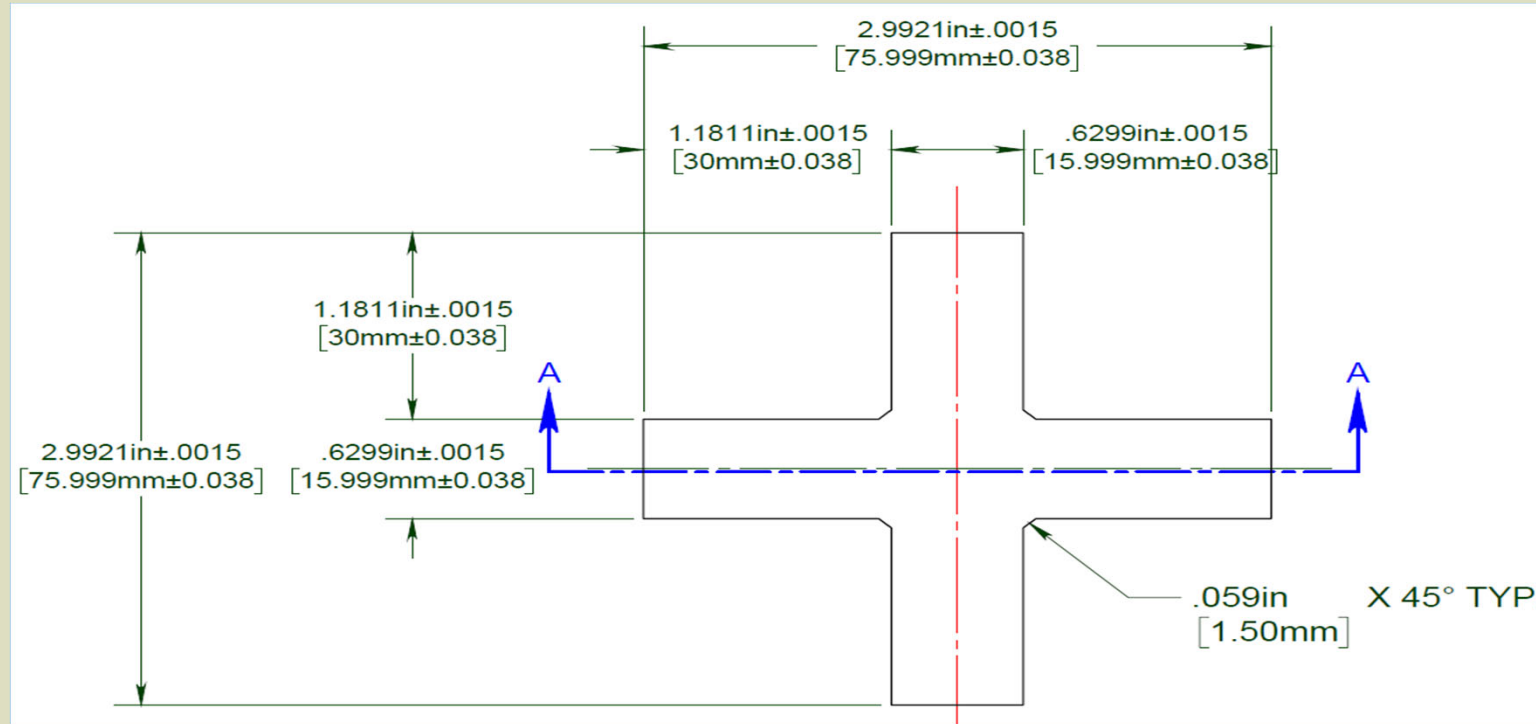 2.9921in±.0015
[75.999mm±0.038]
1.1811in±.0015
[30mm±0.038]
.6299in±.0015
[15.999mm±0.038]
1.1811in±.0015
[30mm±0.038]
A
A
2.9921in±.0015
[75.999mm±0.038]
.6299in±.0015
[15.999mm±0.038]
.059in X 45° TYP
[1.50mm]